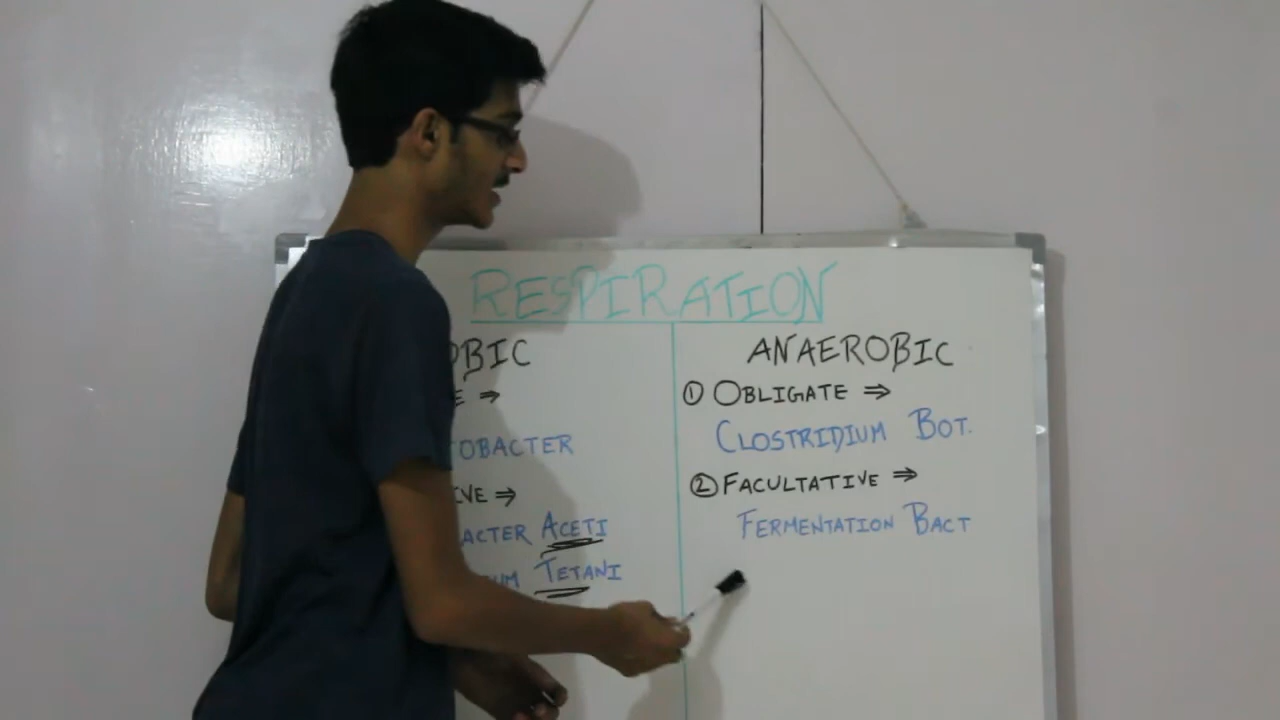 RESPIRATION
OBIC
E ⇒
TOBACTER
IVE ⇒
ACTER ACETI
UM TETANI
ANAEROBIC
① OBLIGATE ⇒
CLOSTRIDIUM BOT.
② FACULTATIVE ⇒
FERMENTATION BACT